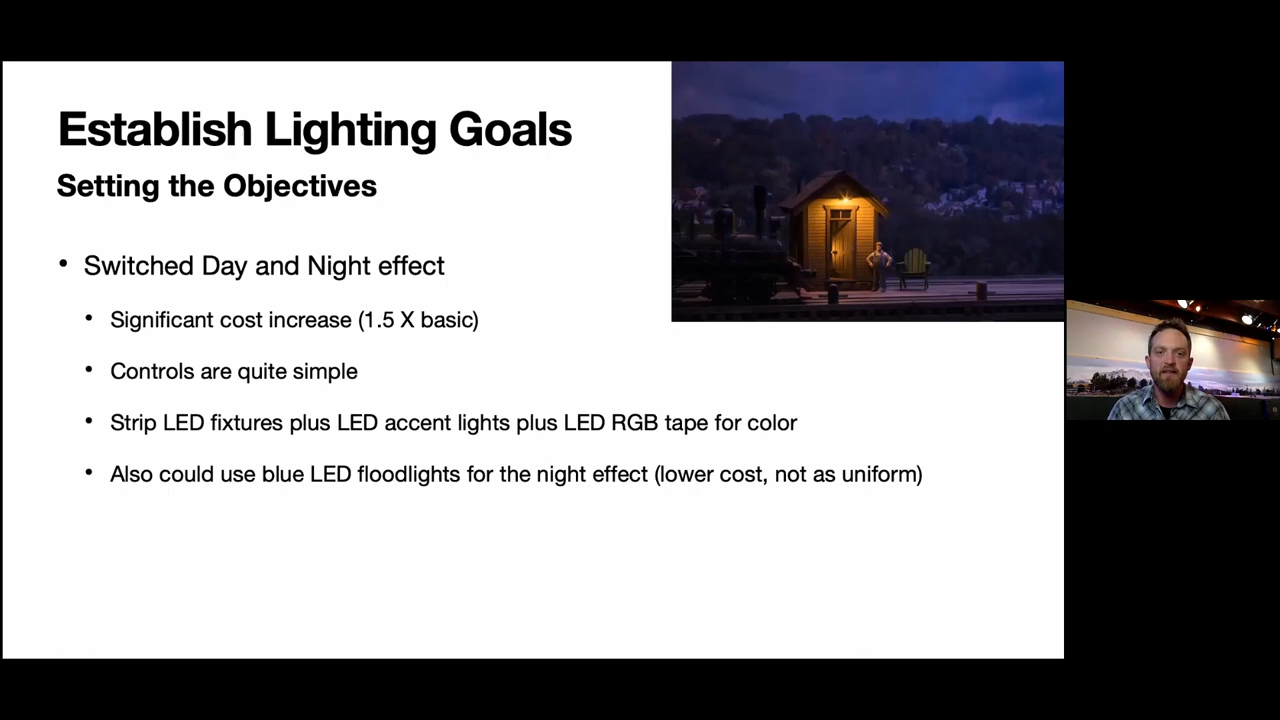 Establish Lighting Goals
Setting the Objectives
• Switched Day and Night effect
• Significant cost increase (1.5 X basic)
• Controls are quite simple
• Strip LED fixtures plus LED accent lights plus LED RGB tape for color
• Also could use blue LED floodlights for the night effect (lower cost, not as uniform)